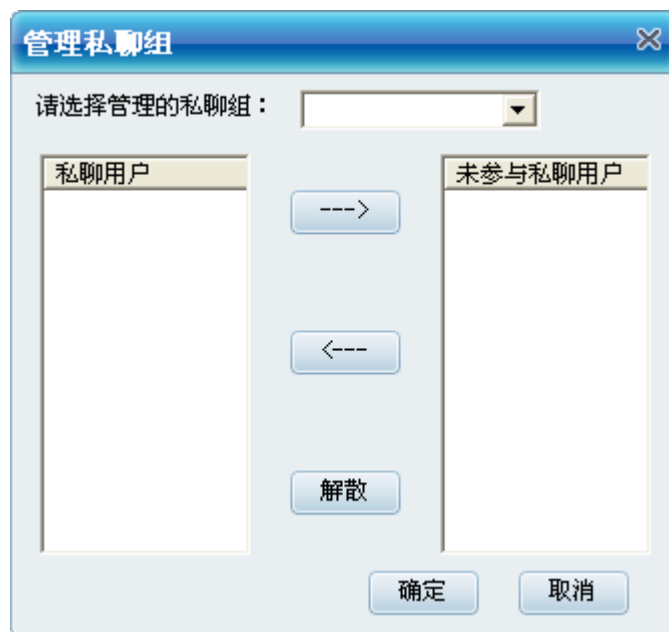 管理私聊组
请选择管理的私聊组：
私聊用户
未参与私聊用户
--->
<---
解散
确定
取消